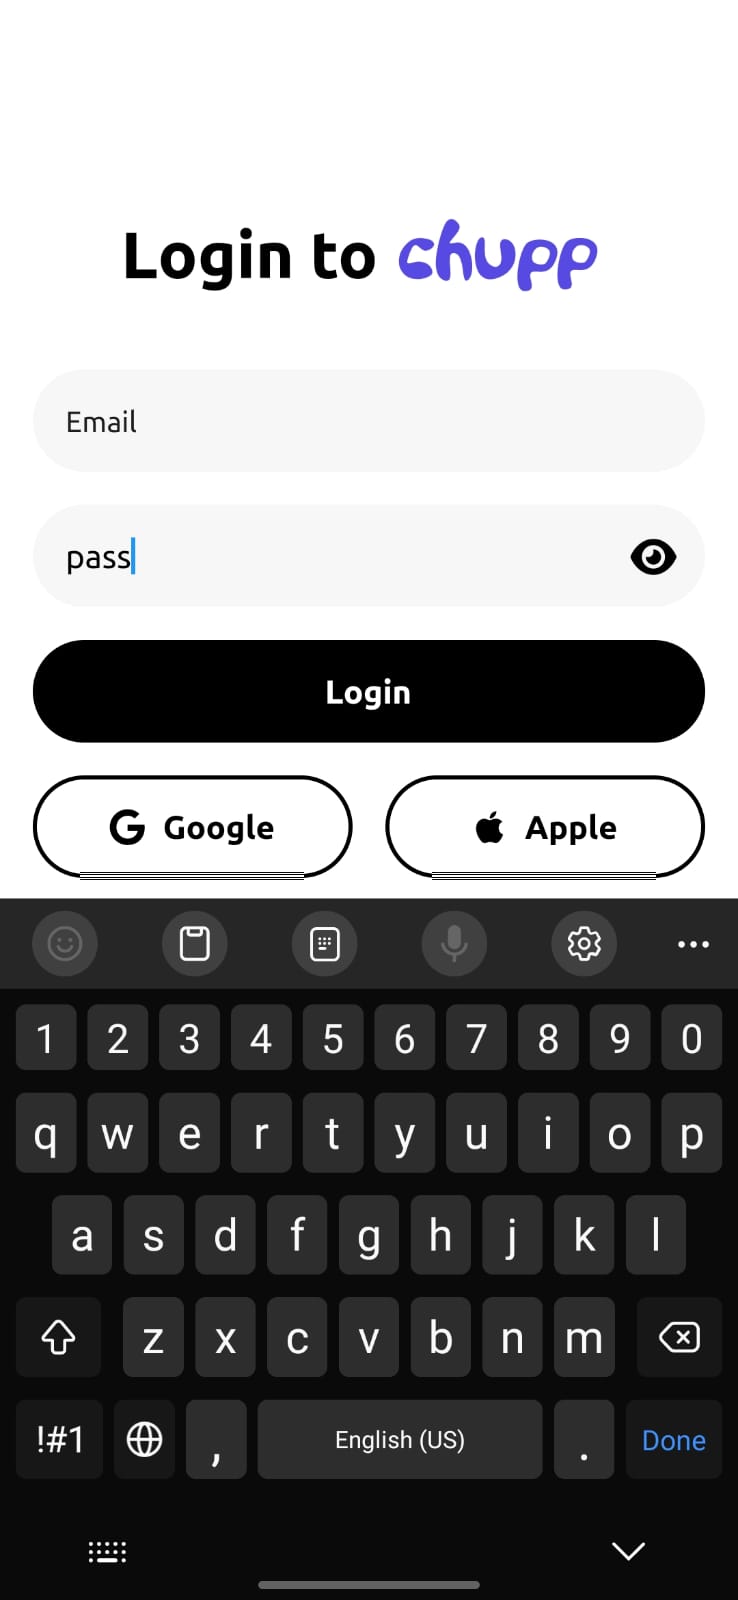 Login to chupp
Email
pass
Login
Google
Apple
1 2 3 4 5 6 7 8 9 0
q w e r t y u i o p
a s d f g h j k l
z x c v b n m
!#1 , English (US) . Done